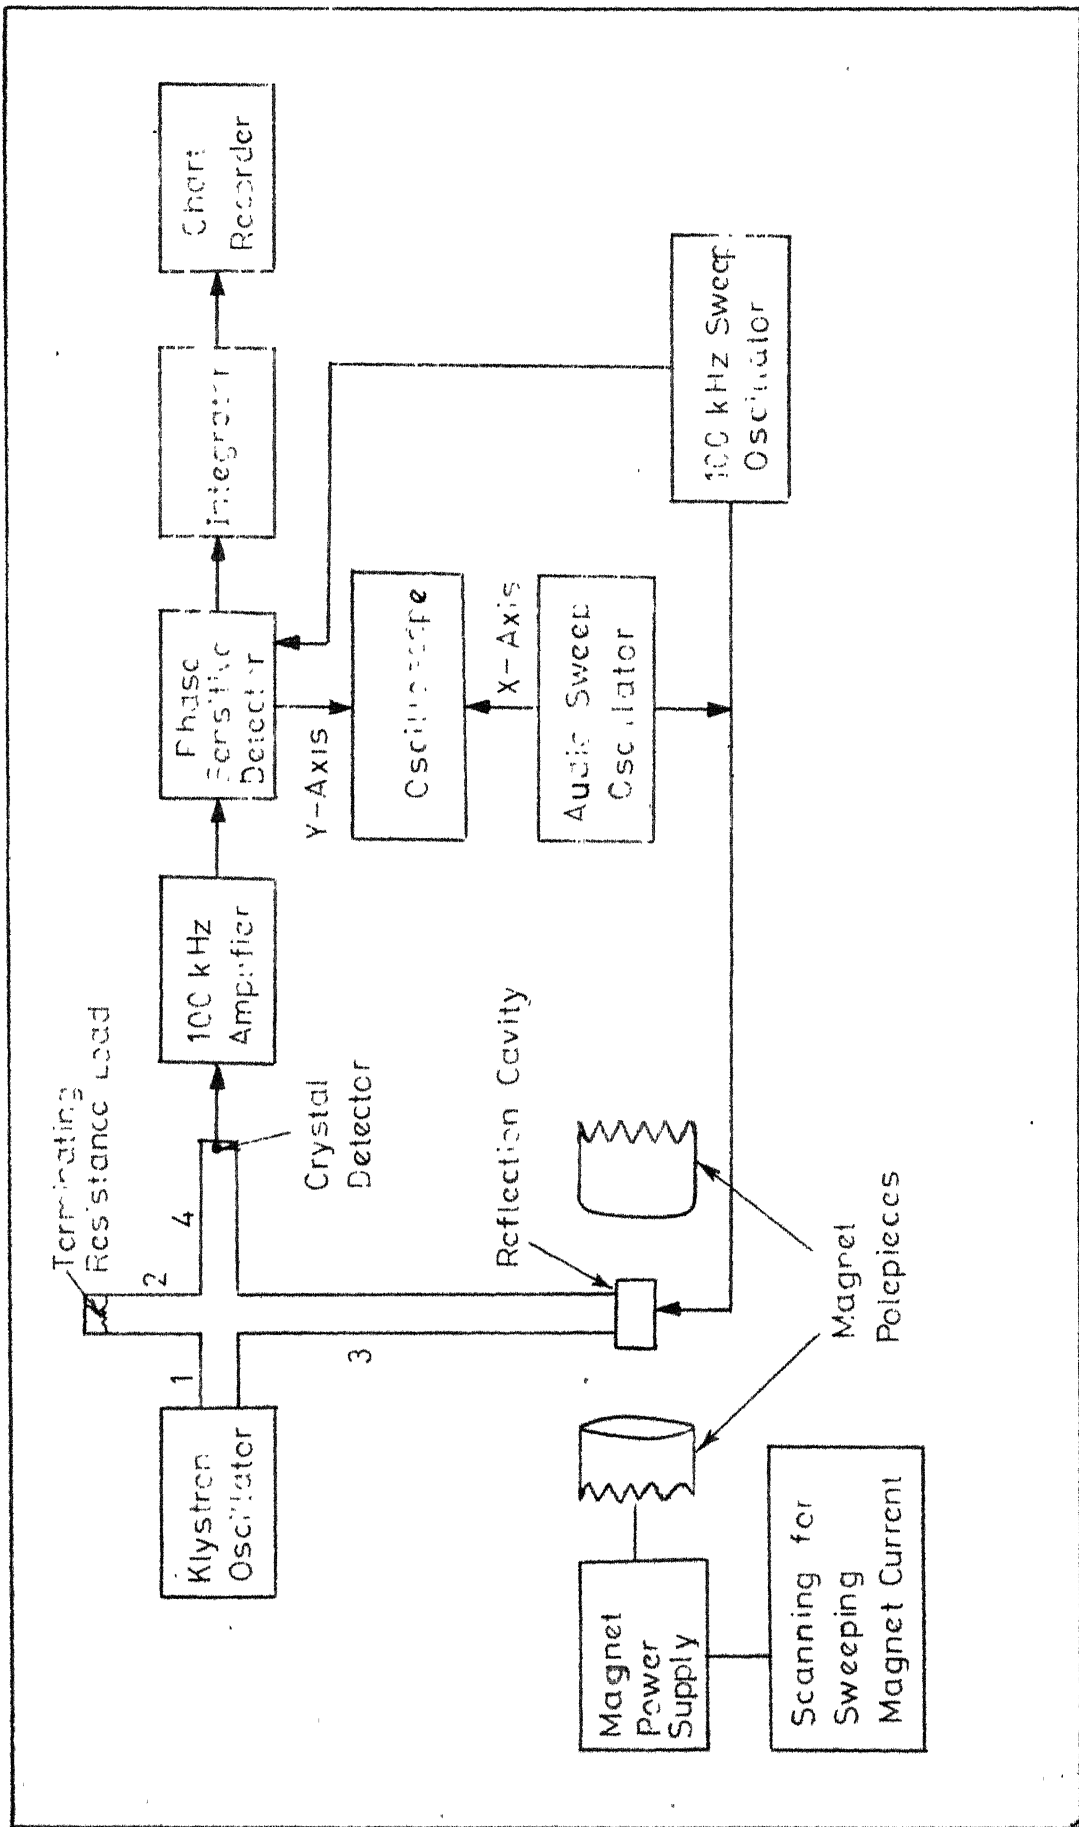 Terminating
Resistance Load
Klystron
Oscillator
1
2
3
4
Crystal
Detector
100 kHz
Amplifier
Phase
Sensitive
Detector
Integrator
Chart
Recorder
Y-Axis
Oscilloscope
X-Axis
Audio Sweep
Oscillator
100 kHz Sweep
Oscillator
Reflection Cavity
Magnet
Polepieces
Magnet
Power
Supply
Scanning for
Sweeping
Magnet Current